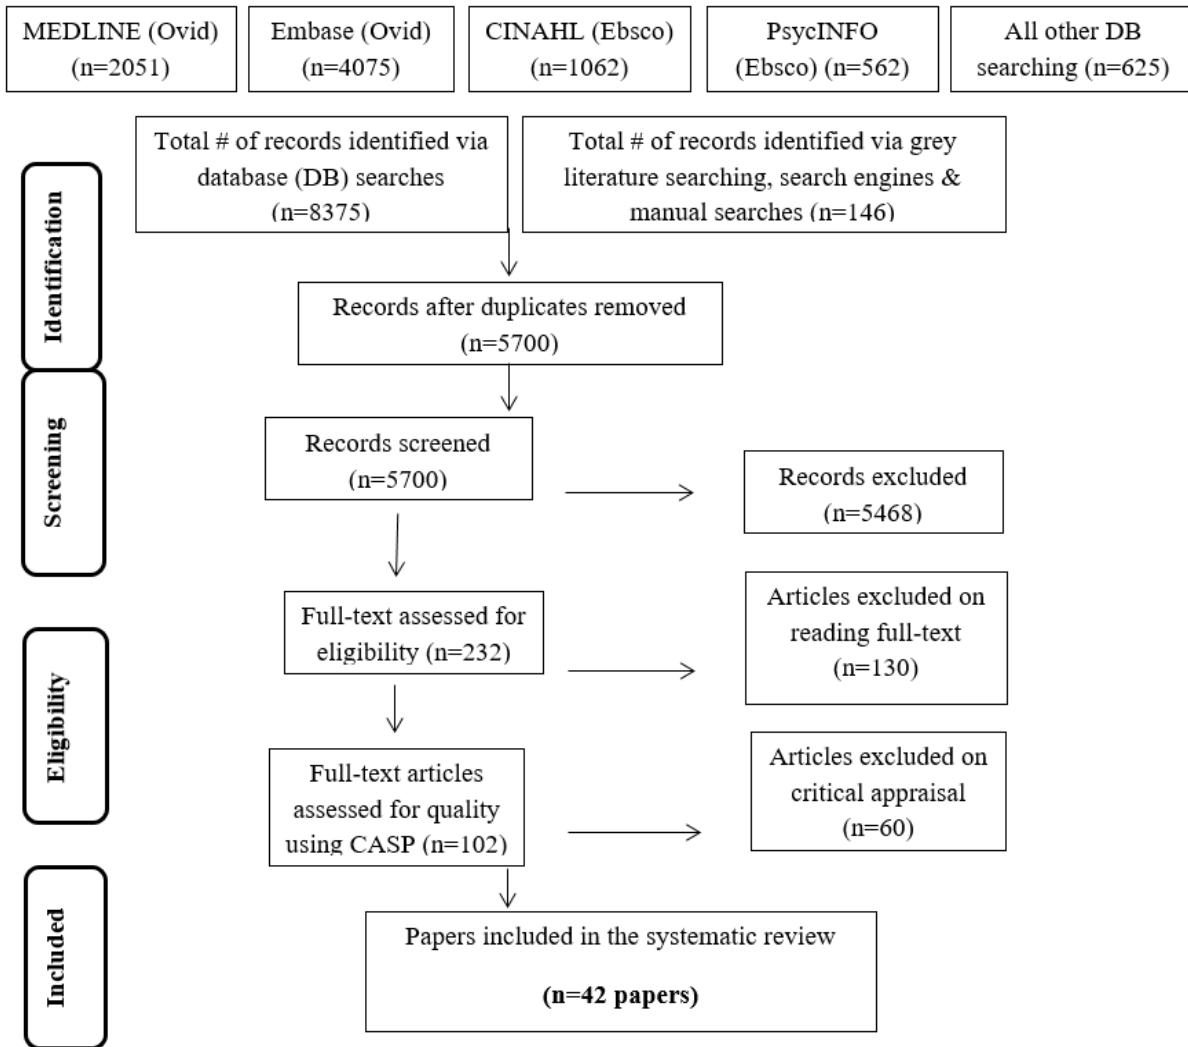 MEDLINE (Ovid)
(n=2051)
Embase (Ovid)
(n=4075)
CINAHL (Ebsco)
(n=1062)
PsycINFO
(Ebsco) (n=562)
All other DB
searching (n=625)
Total # of records identified via
database (DB) searches
(n=8375)
Total # of records identified via grey
literature searching, search engines &
manual searches (n=146)
Identification
Records after duplicates removed
(n=5700)
Screening
Records screened
(n=5700)
Records excluded
(n=5468)
Eligibility
Full-text assessed for
eligibility (n=232)
Articles excluded on
reading full-text
(n=130)
Full-text articles
assessed for quality
using CASP (n=102)
Articles excluded on
critical appraisal
(n=60)
Included
Papers included in the systematic review
(n=42 papers)